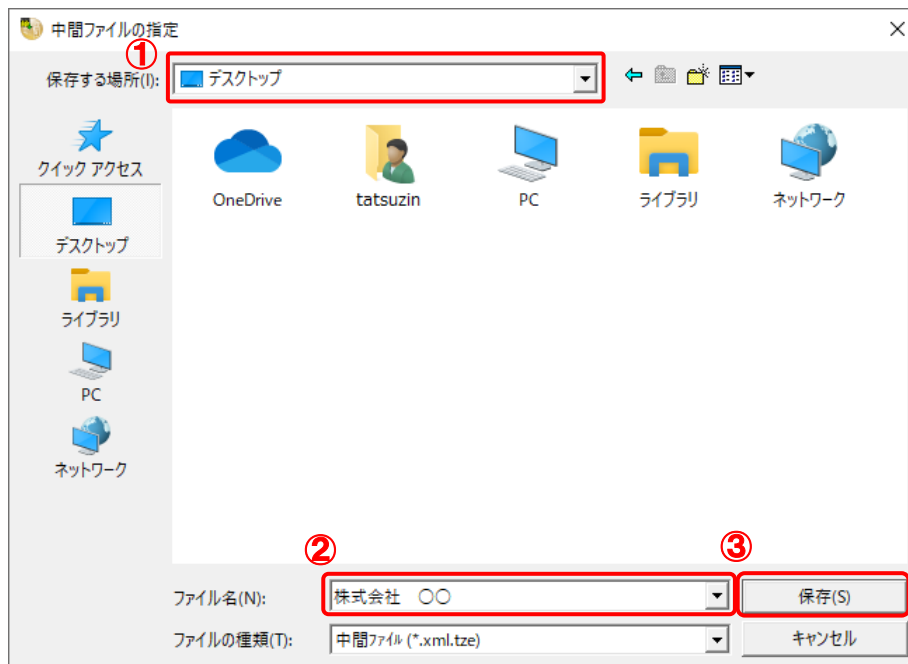 中間ファイルの指定
①
保存する場所(I):
デスクトップ
クイック アクセス
デスクトップ
ライブラリ
PC
ネットワーク
OneDrive
tatsuzin
PC
ライブラリ
ネットワーク
②
③
ファイル名(N):
株式会社　○○
保存(S)
ファイルの種類(T):
中間ファイル (*.xml.tze)
キャンセル